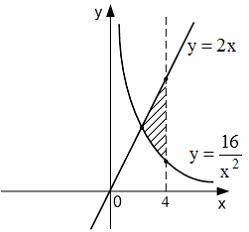 y
y = 2x
y = 16/x²
0
4
x